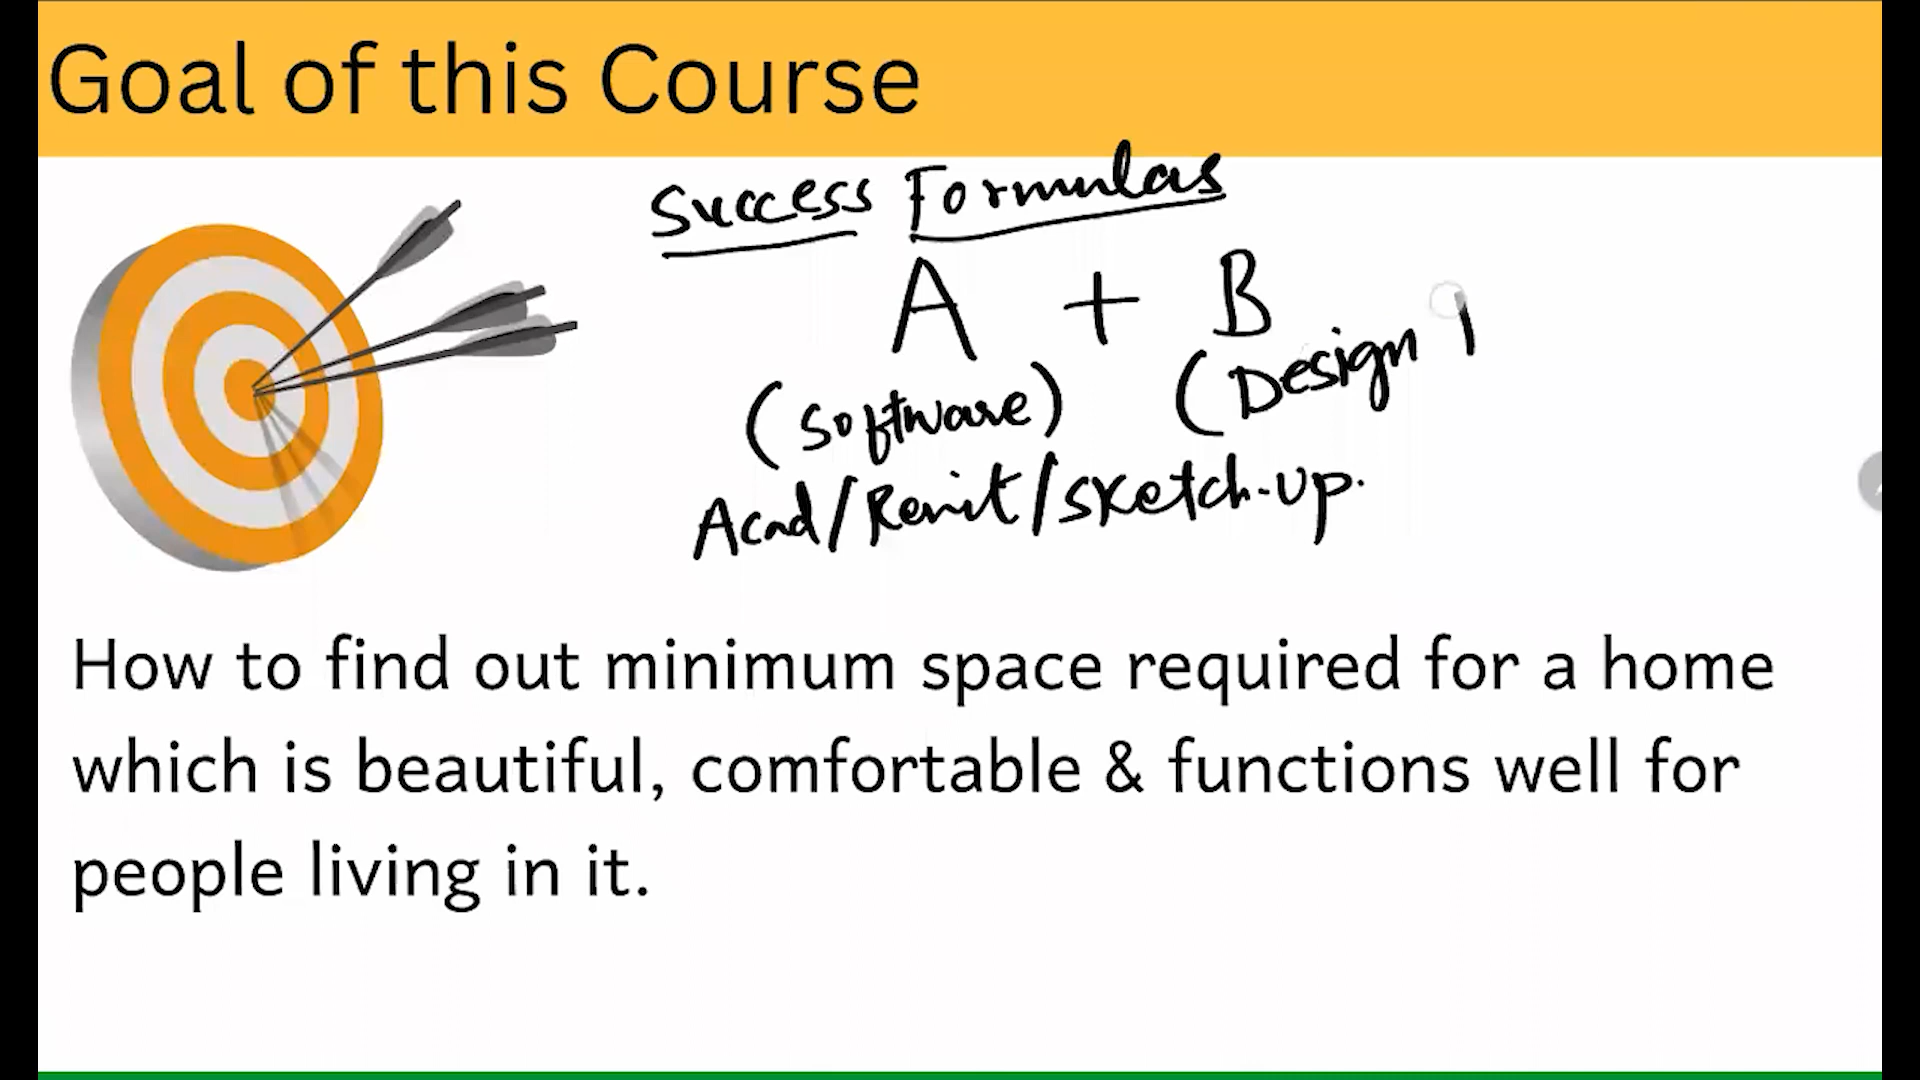 Goal of this Course
Success Formulas
A + B
(Software) (Design
Acad/Revit/Sketch-up.
How to find out minimum space required for a home
which is beautiful, comfortable & functions well for
people living in it.